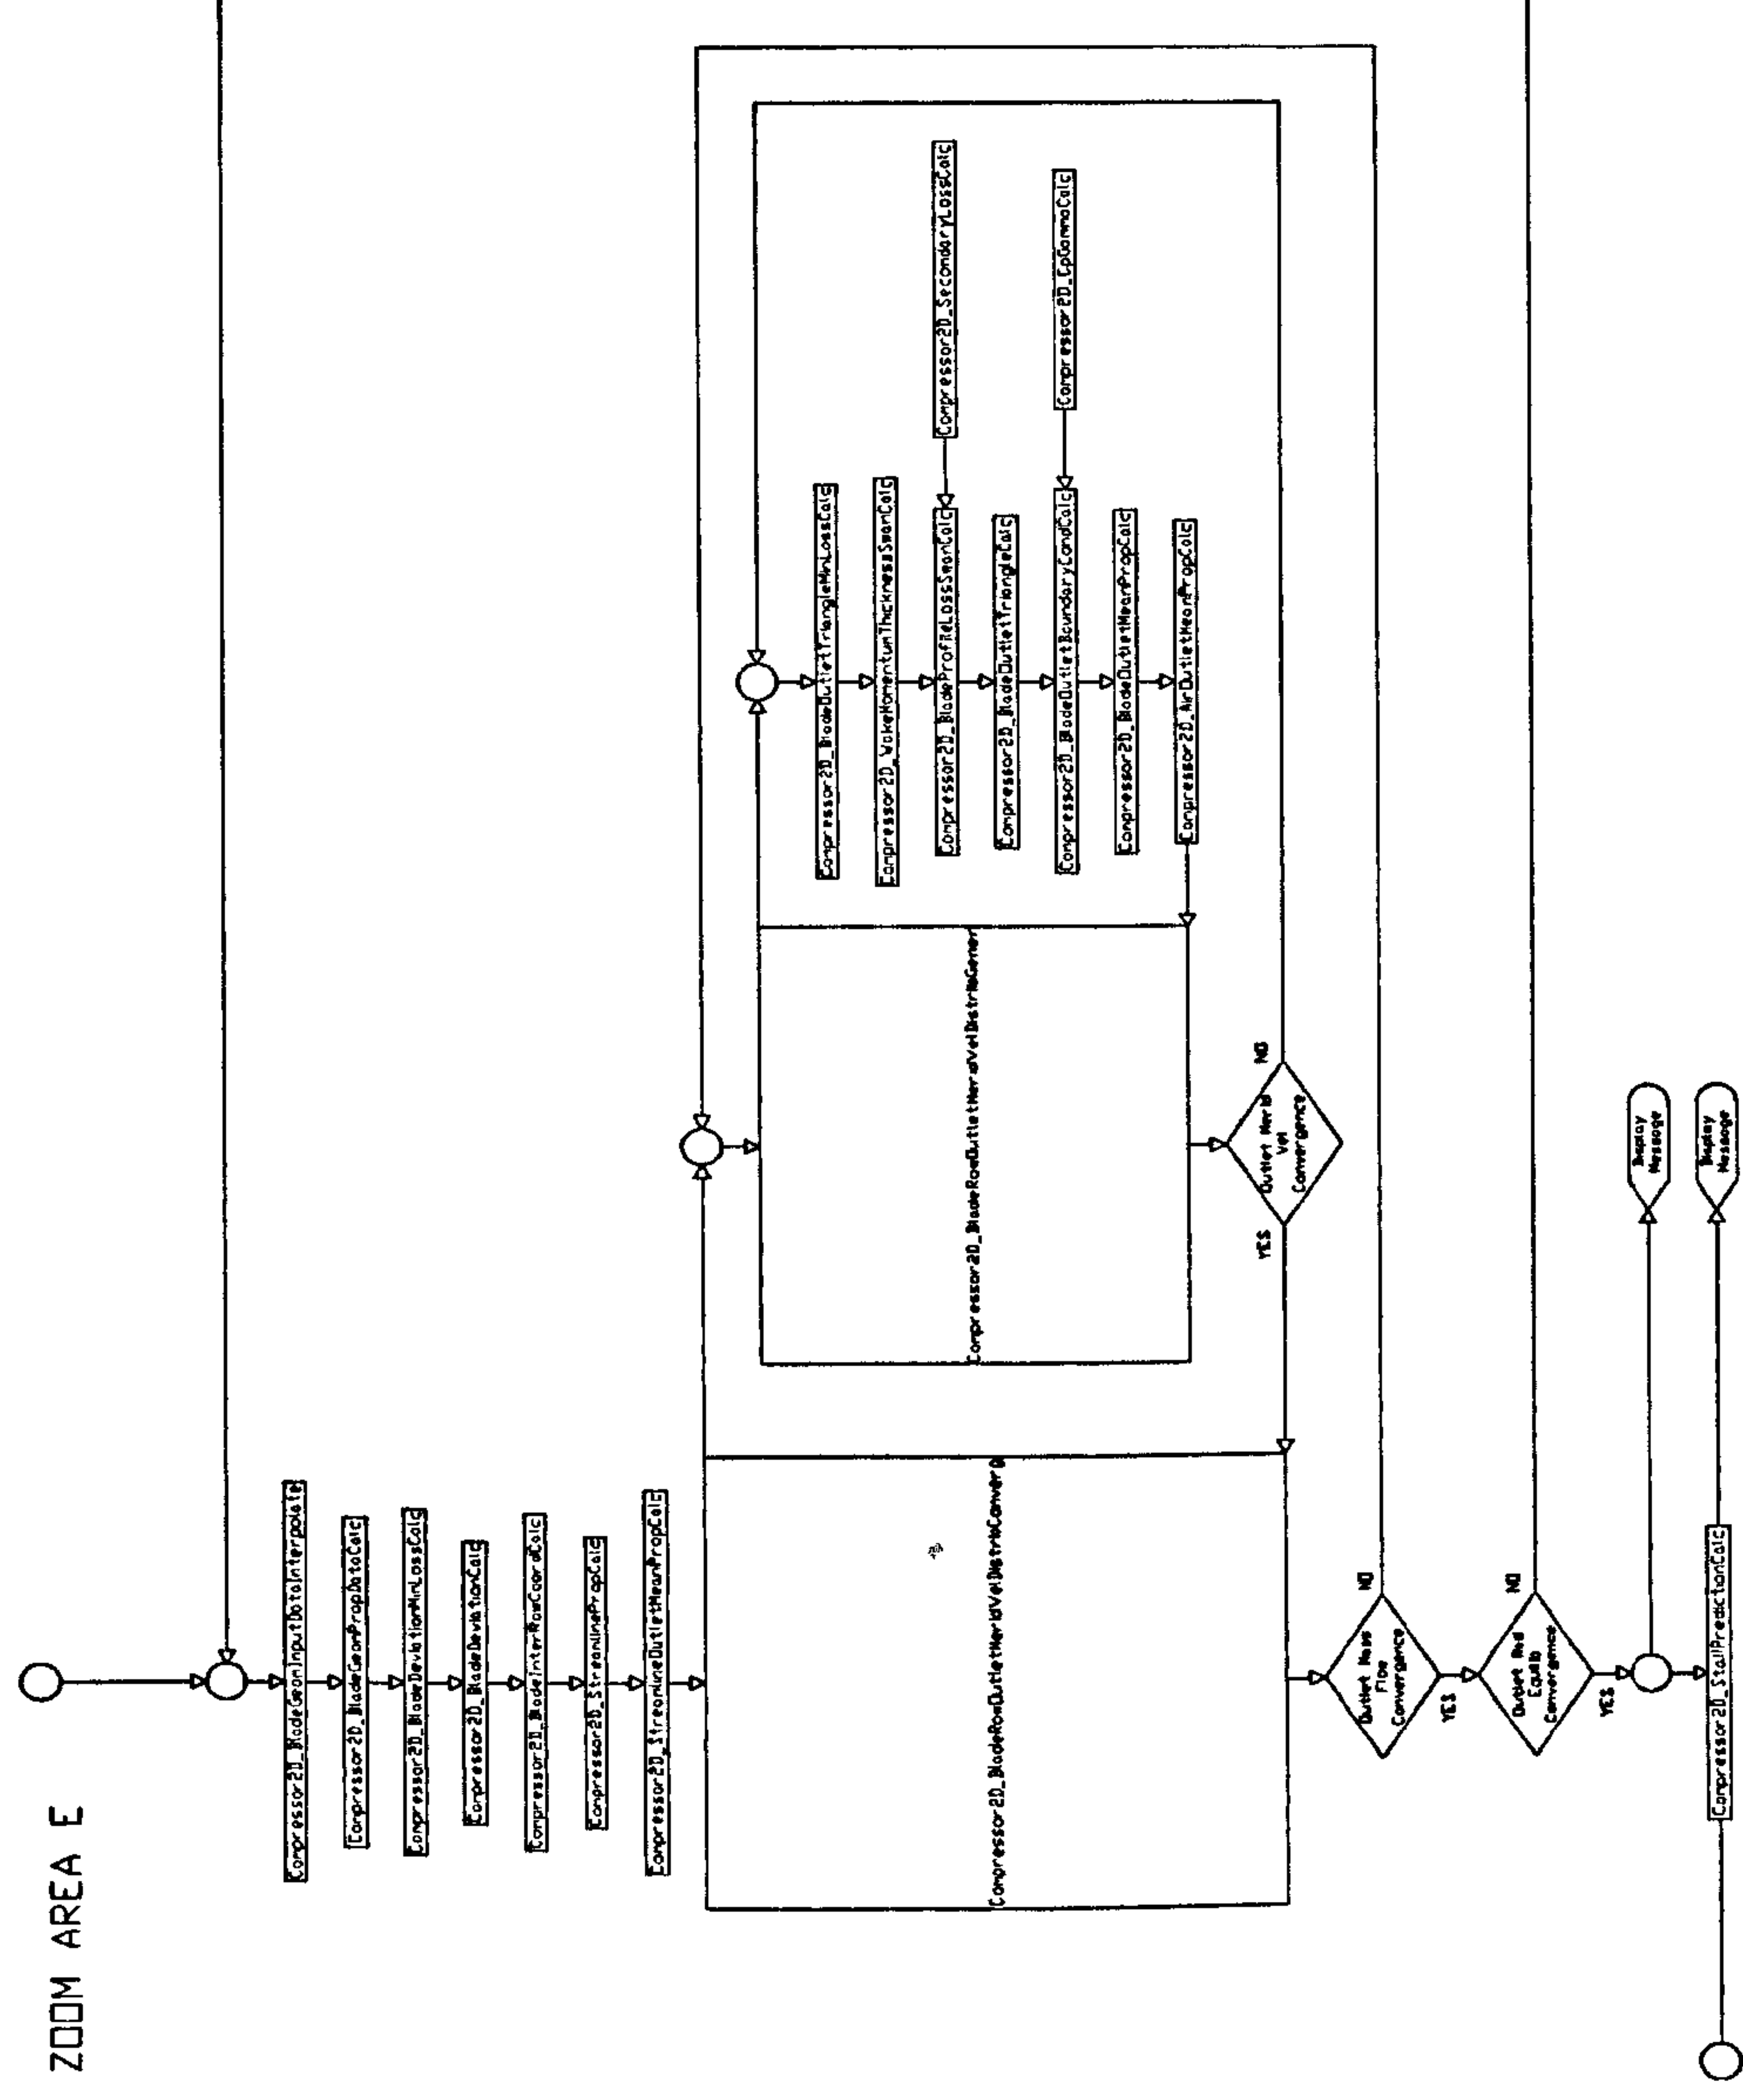 ZOOM AREA E
Compressor2D_BladeGeomInputDataInterpolate
Compressor2D_BladeGeomPropDataCalc
Compressor2D_BladeDeviationMinLossCalc
Compressor2D_BladeDeviationCalc
Compressor2D_BladeInterRowCoordCalc
Compressor2D_StreamlinePropCalc
Compressor2D_StreamlineOutletMeanPropCalc
Compressor2D_BladeRowOutletMeridVelDistribConverg
Compressor2D_BladeRowOutletMeridVelDistribGener
Compressor2D_BladeOutletTriangleMinLossCalc
Compressor2D_WakeMomentumThicknessSwanCalc
Compressor2D_BladeProfileLossSwanCalc
Compressor2D_SecondaryLossCalc
Compressor2D_BladeOutletTriangleCalc
Compressor2D_BladeOutletBoundaryCondCalc
Compressor2D_CpGammaCalc
Compressor2D_BladeOutletMeanPropCalc
Compressor2D_AirOutletMeanPropCalc
Outlet Merid
Vel
Convergence
YES
NO
Outlet Mass
Flow
Convergence
NO
YES
Outlet Rad
Equilib
Convergence
NO
YES
Display
Message
Compressor2D_StallPredictionCalc
Display
Message